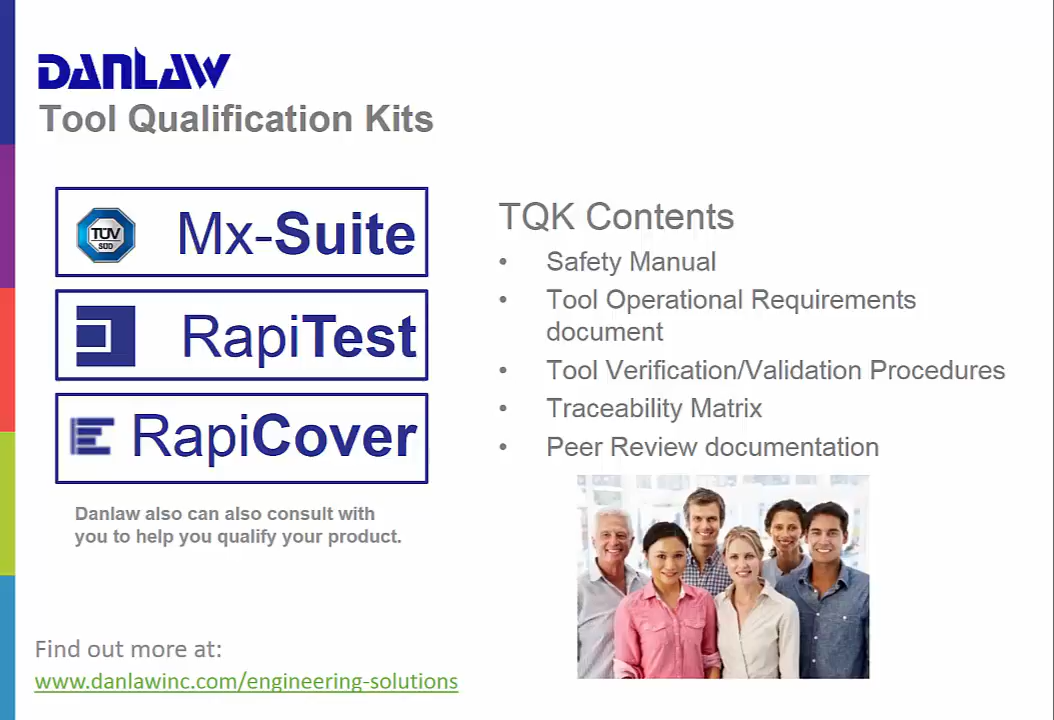 DANLAW
Tool Qualification Kits
TÜV
SÜD
Mx-Suite
RapiTest
RapiCover
Danlaw also can also consult with
you to help you qualify your product.
TQK Contents
• Safety Manual
• Tool Operational Requirements
document
• Tool Verification/Validation Procedures
• Traceability Matrix
• Peer Review documentation
Find out more at:
www.danlawinc.com/engineering-solutions